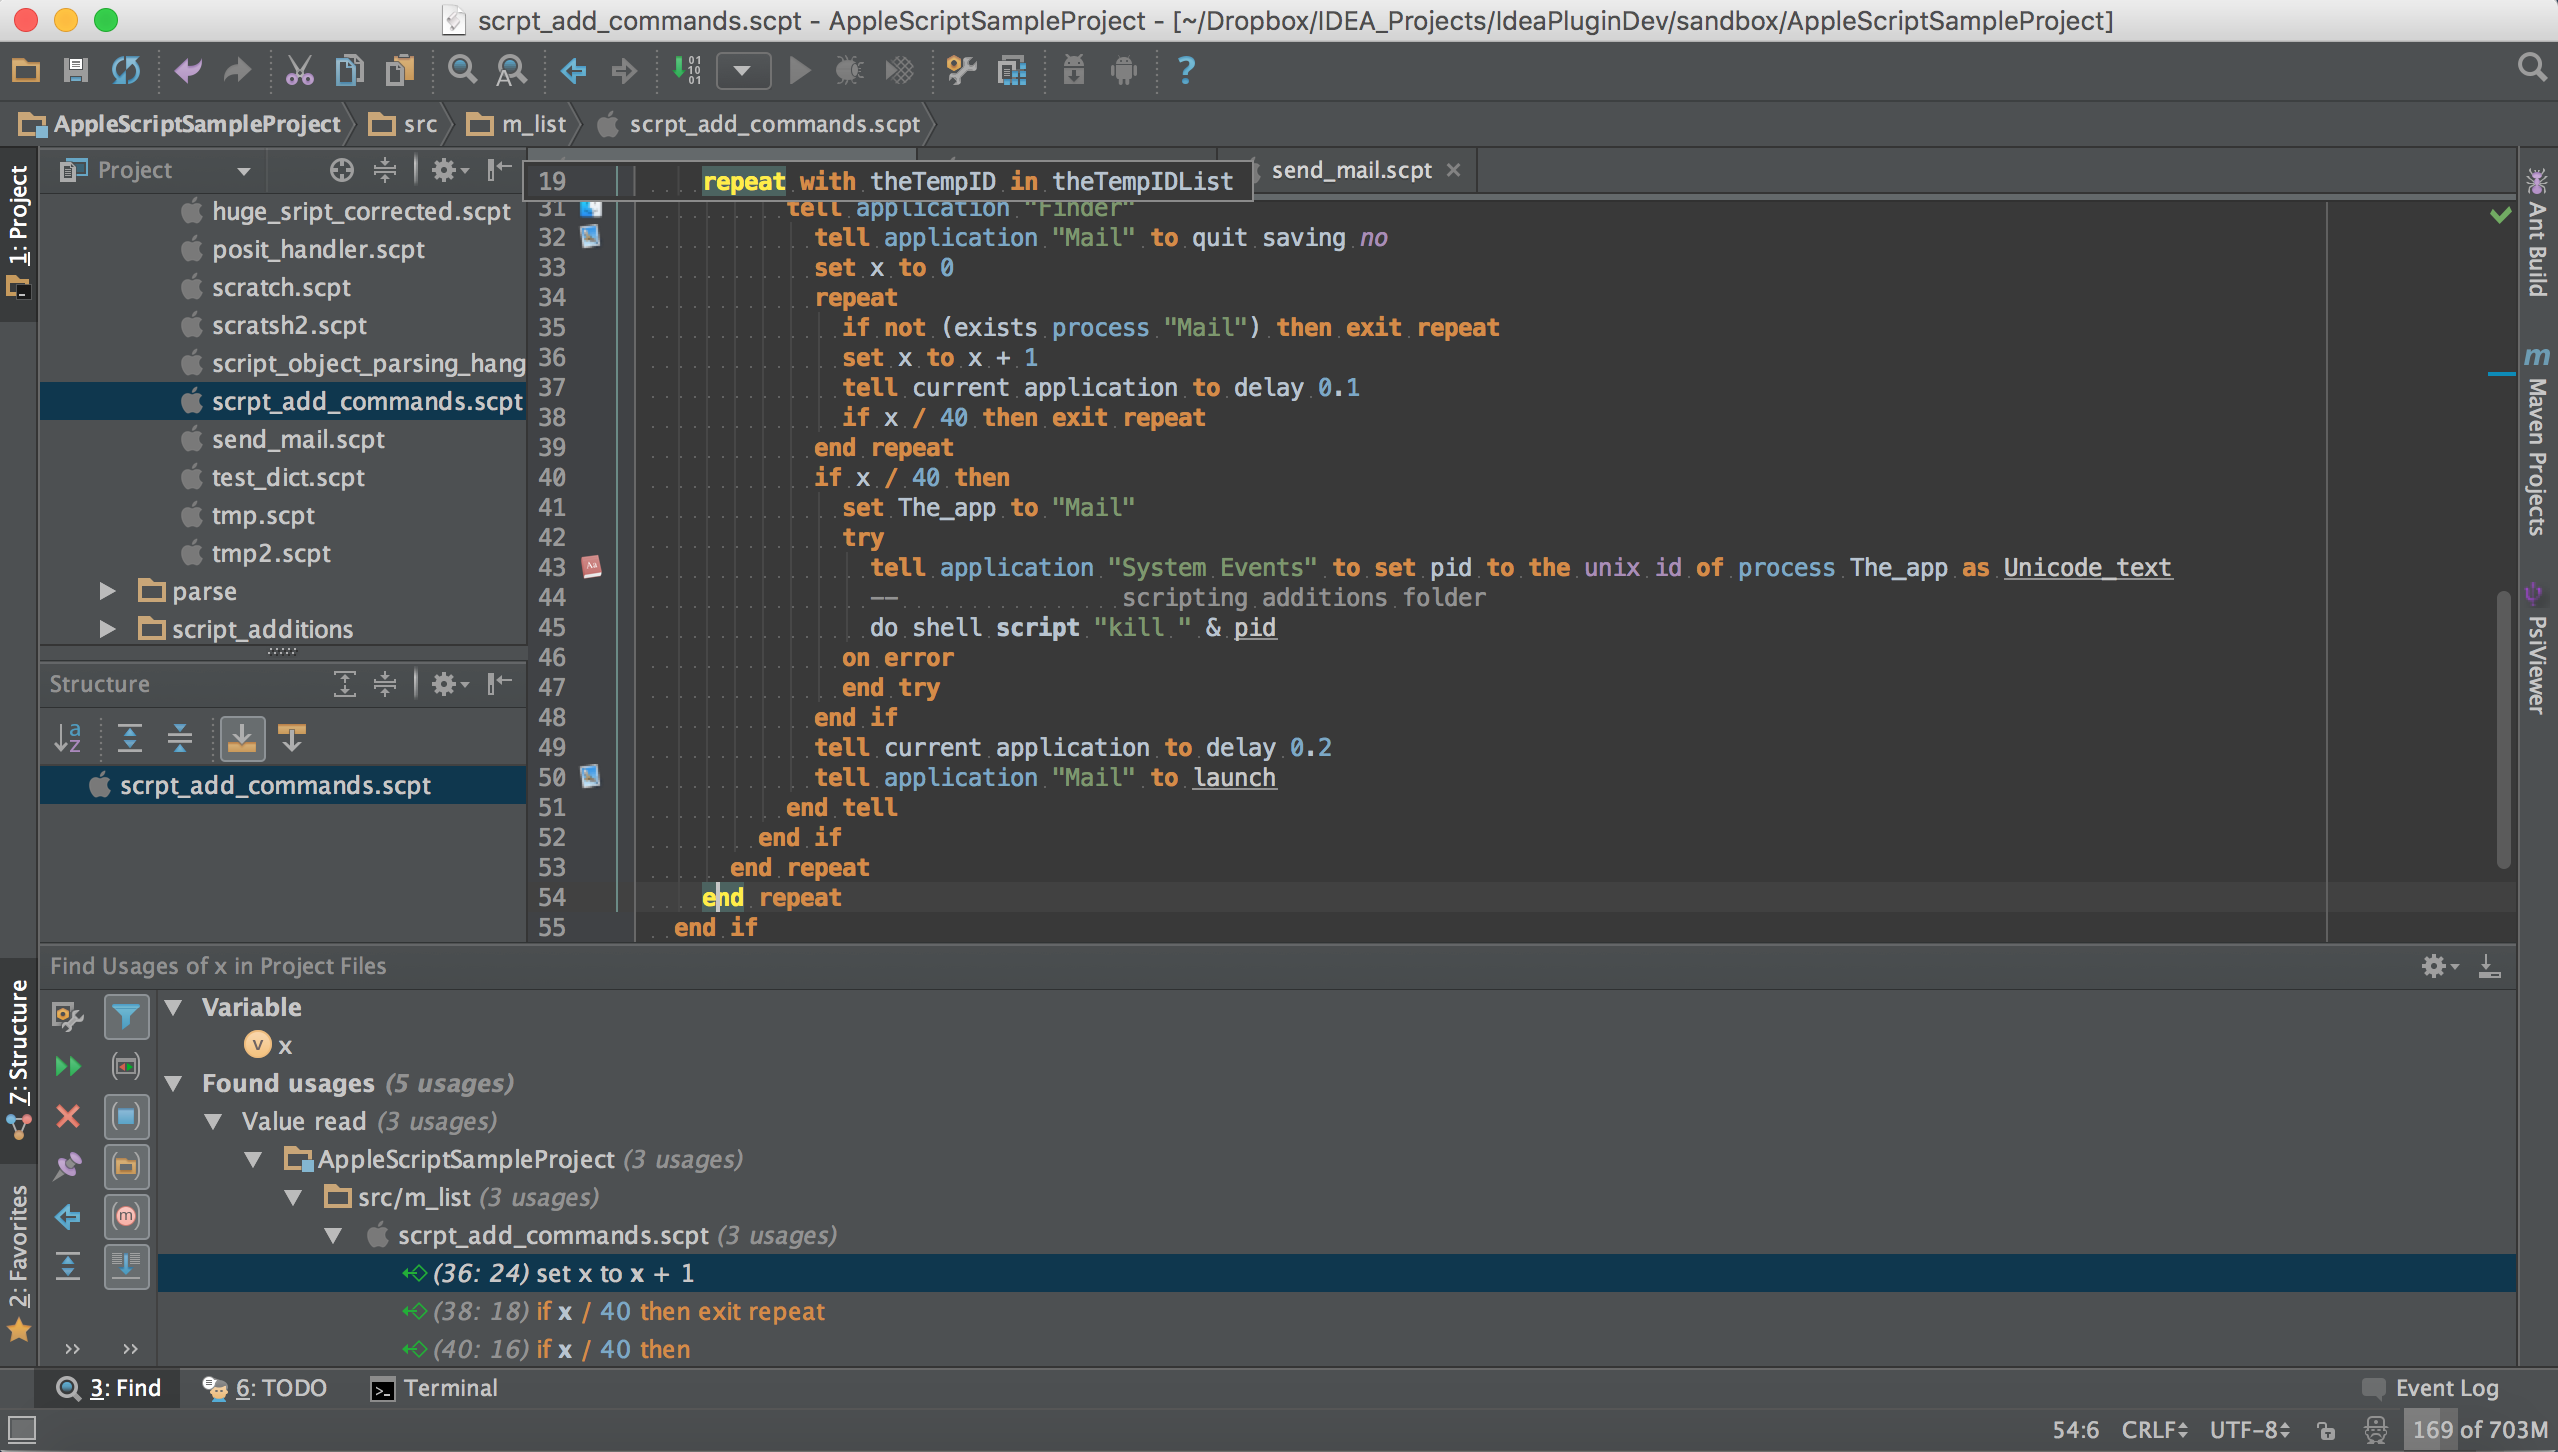 scrpt_add_commands.scpt - AppleScriptSampleProject - [~/Dropbox/IDEA_Projects/IdeaPluginDev/sandbox/AppleScriptSampleProject]
AppleScriptSampleProject src m_list scrpt_add_commands.scpt
1: Project
Project
huge_sript_corrected.scpt
posit_handler.scpt
scratch.scpt
scratsh2.scpt
script_object_parsing_hang
scrpt_add_commands.scpt
send_mail.scpt
test_dict.scpt
tmp.scpt
tmp2.scpt
parse
script_additions
Structure
scrpt_add_commands.scpt
send_mail.scpt
19 repeat with theTempID in theTempIDList
31 tell application "Finder"
32 tell application "Mail" to quit saving no
33 set x to 0
34 repeat
35 if not (exists process "Mail") then exit repeat
36 set x to x + 1
37 tell current application to delay 0.1
38 if x / 40 then exit repeat
39 end repeat
40 if x / 40 then
41 set The_app to "Mail"
42 try
43 tell application "System Events" to set pid to the unix id of process The_app as Unicode_text
44 -- scripting additions folder
45 do shell script "kill " & pid
46 on error
47 end try
48 end if
49 tell current application to delay 0.2
50 tell application "Mail" to launch
51 end tell
52 end if
53 end repeat
54 end repeat
55 end if
Ant Build
m Maven Projects
PsiViewer
7: Structure
2: Favorites
Find Usages of x in Project Files
Variable
v x
Found usages (5 usages)
Value read (3 usages)
AppleScriptSampleProject (3 usages)
src/m_list (3 usages)
scrpt_add_commands.scpt (3 usages)
(36: 24) set x to x + 1
(38: 18) if x / 40 then exit repeat
(40: 16) if x / 40 then
3: Find 6: TODO Terminal Event Log
54:6 CRLF UTF-8 169 of 703M